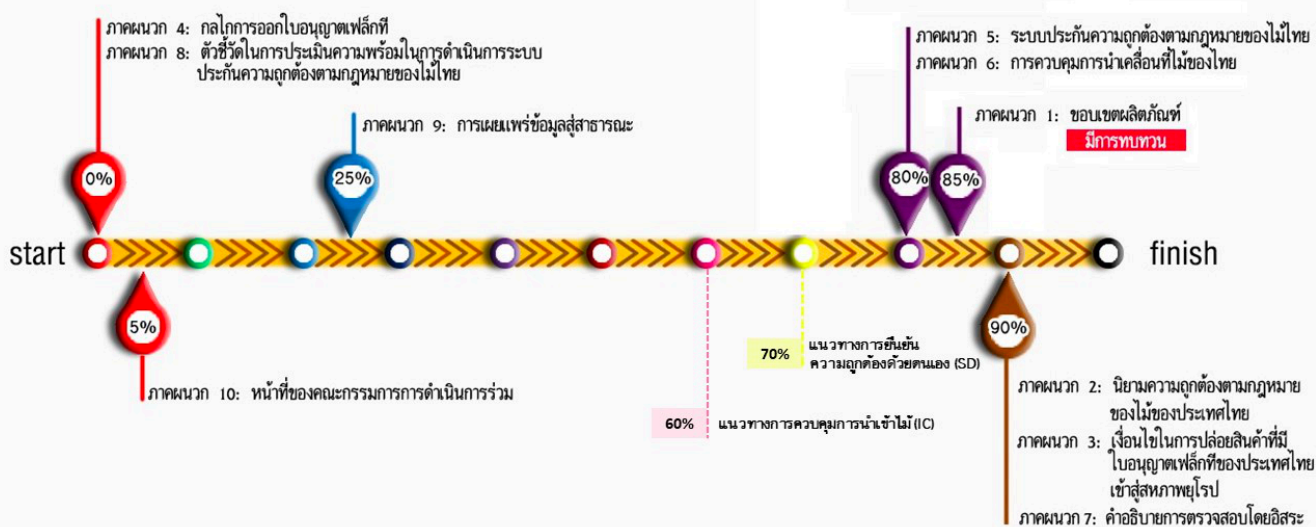 ภาคผนวก 4: กลไกการออกใบอนุญาตเฟล็กที
ภาคผนวก 8: ตัวชี้วัดในการประเมินความพร้อมในการดำเนินการระบบ
ประกันความถูกต้องตามกฎหมายของไม้ไทย
ภาคผนวก 5: ระบบประกันความถูกต้องตามกฎหมายของไม้ไทย
ภาคผนวก 6: การควบคุมการนำเคลื่อนที่ไม้ของไทย
ภาคผนวก 9: การเผยแพร่ข้อมูลสู่สาธารณะ
ภาคผนวก 1: ขอบเขตผลิตภัณฑ์
มีการทบทวน
0%
25%
80%
85%
start
finish
5%
90%
70%
แนวทางการยืนยัน
ความถูกต้องด้วยตนเอง (SD)
ภาคผนวก 10: หน้าที่ของคณะกรรมการการดำเนินการร่วม
60%
แนวทางการควบคุมการนำเข้าไม้ (IC)
ภาคผนวก 2: นิยามความถูกต้องตามกฎหมาย
ของไม้ของประเทศไทย
ภาคผนวก 3: เงื่อนไขในการปล่อยสินค้าที่มี
ใบอนุญาตเฟล็กทีของประเทศไทย
เข้าสู่สหภาพยุโรป
ภาคผนวก 7: คำอธิบายการตรวจสอบโดยอิสระ